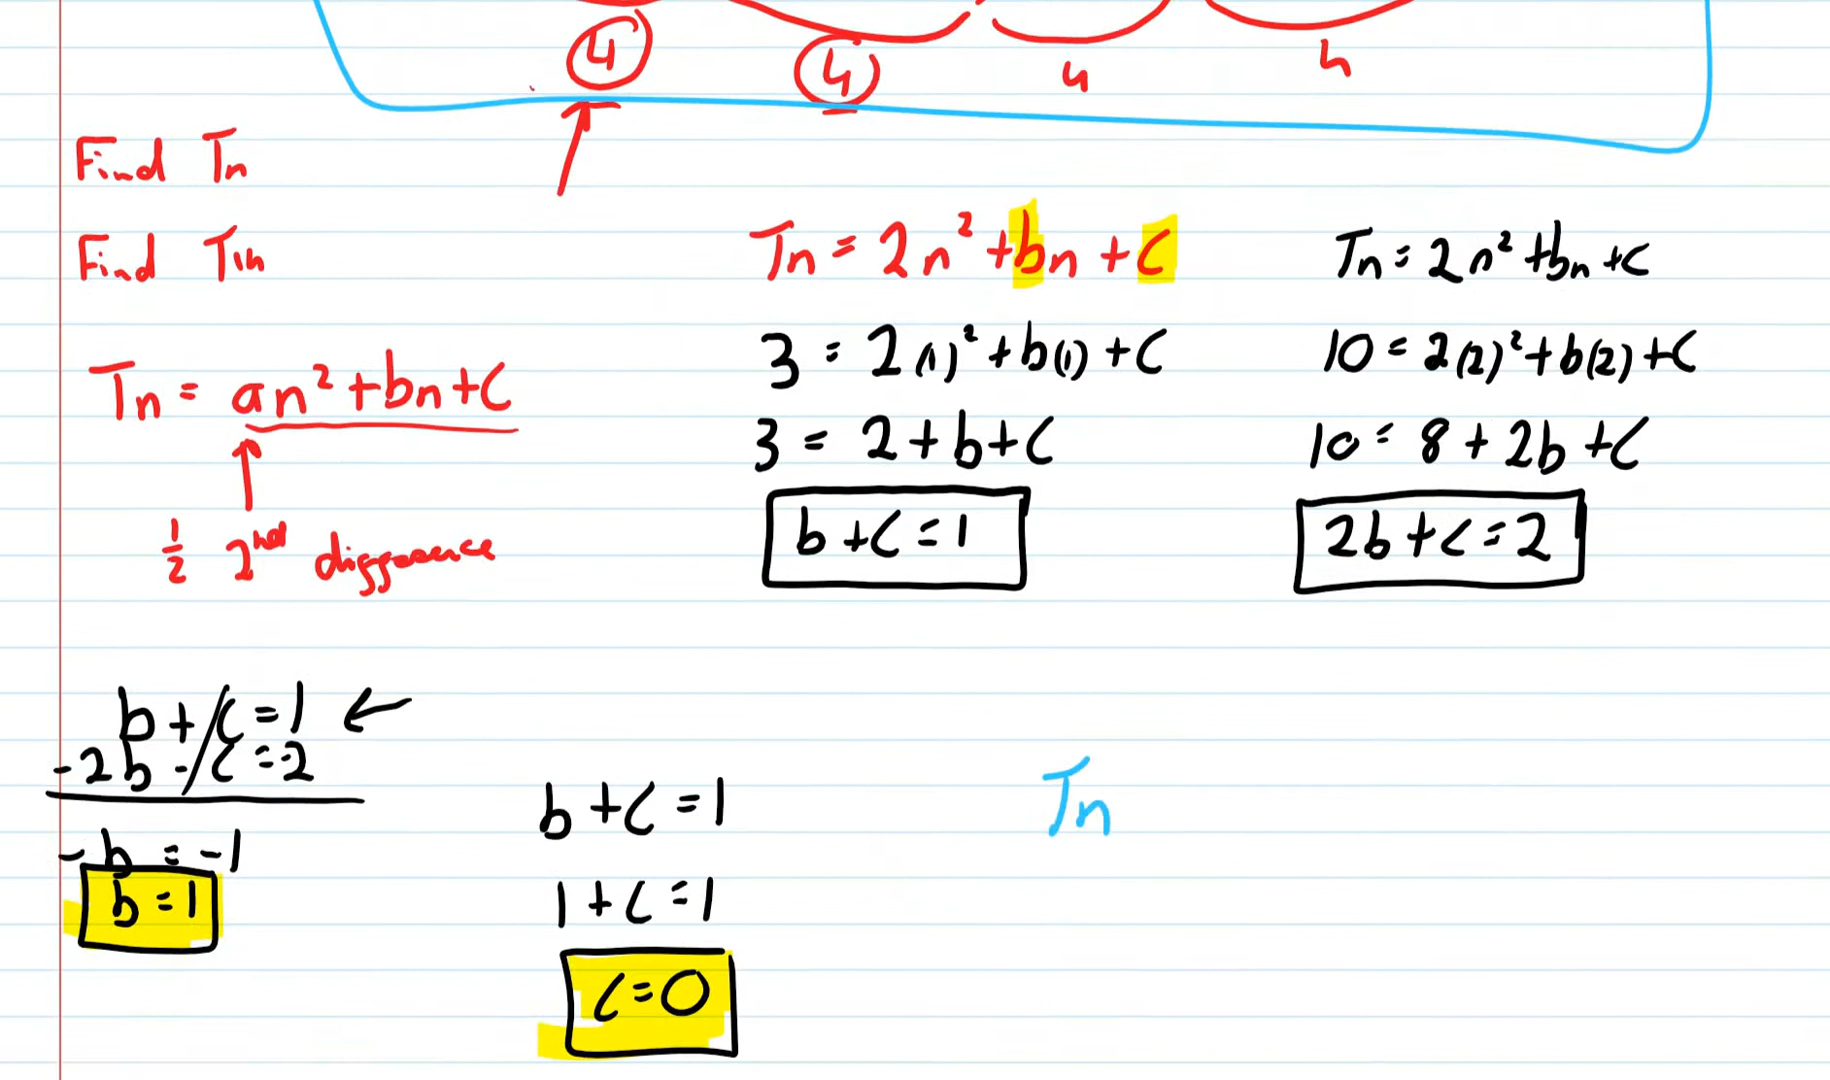 4 4 4 4
Find Tn
Find T10
Tn = an² + bn + c
½ 2nd difference
Tn = 2n² + bn + c
3 = 2(1)² + b(1) + c
3 = 2 + b + c
b + c = 1
Tn = 2n² + bn + c
10 = 2(2)² + b(2) + c
10 = 8 + 2b + c
2b + c = 2
b + c = 1 ←
-2b - c = -2
-b = -1
b = 1
b + c = 1
1 + c = 1
c = 0
Tn